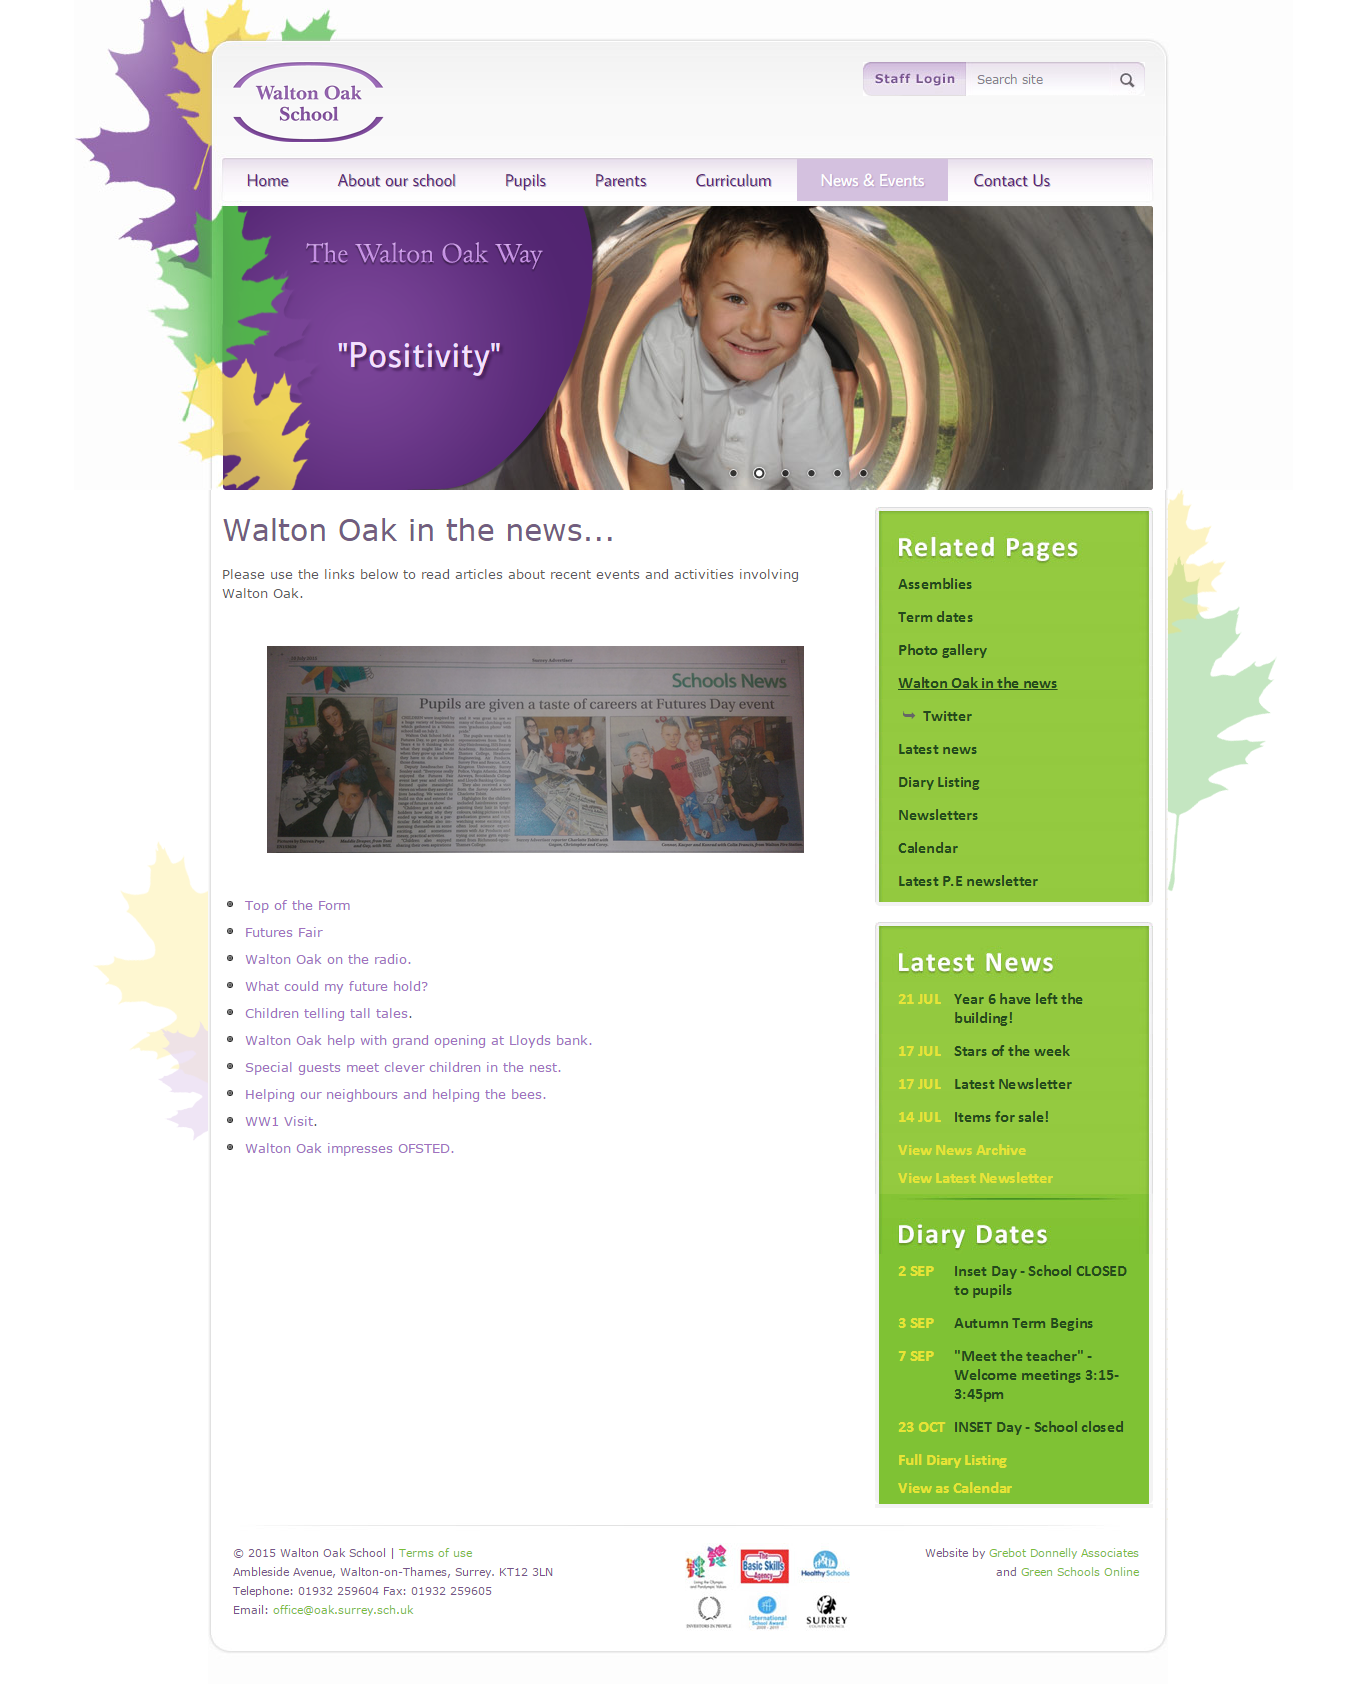 Walton Oak
School
Staff Login
Search site
Home
About our school
Pupils
Parents
Curriculum
News & Events
Contact Us
The Walton Oak Way
"Positivity"
Walton Oak in the news...
Please use the links below to read articles about recent events and activities involving
Walton Oak.
Schools News
Pupils are given a taste of careers at Futures Day event
Top of the Form
Futures Fair
Walton Oak on the radio.
What could my future hold?
Children telling tall tales.
Walton Oak help with grand opening at Lloyds bank.
Special guests meet clever children in the nest.
Helping our neighbours and helping the bees.
WW1 Visit.
Walton Oak impresses OFSTED.
Related Pages
Assemblies
Term dates
Photo gallery
Walton Oak in the news
Twitter
Latest news
Diary Listing
Newsletters
Calendar
Latest P.E newsletter
Latest News
21 JUL Year 6 have left the
building!
17 JUL Stars of the week
17 JUL Latest Newsletter
14 JUL Items for sale!
View News Archive
View Latest Newsletter
Diary Dates
2 SEP Inset Day - School CLOSED
to pupils
3 SEP Autumn Term Begins
7 SEP "Meet the teacher" -
Welcome meetings 3:15-
3:45pm
23 OCT INSET Day - School closed
Full Diary Listing
View as Calendar
© 2015 Walton Oak School | Terms of use
Ambleside Avenue, Walton-on-Thames, Surrey. KT12 3LN
Telephone: 01932 259604 Fax: 01932 259605
Email: office@oak.surrey.sch.uk
The
Basic Skills
Agency
Healthy Schools
INVESTORS IN PEOPLE
International
School Award
SURREY
COUNTY COUNCIL
Website by Grebot Donnelly Associates
and Green Schools Online